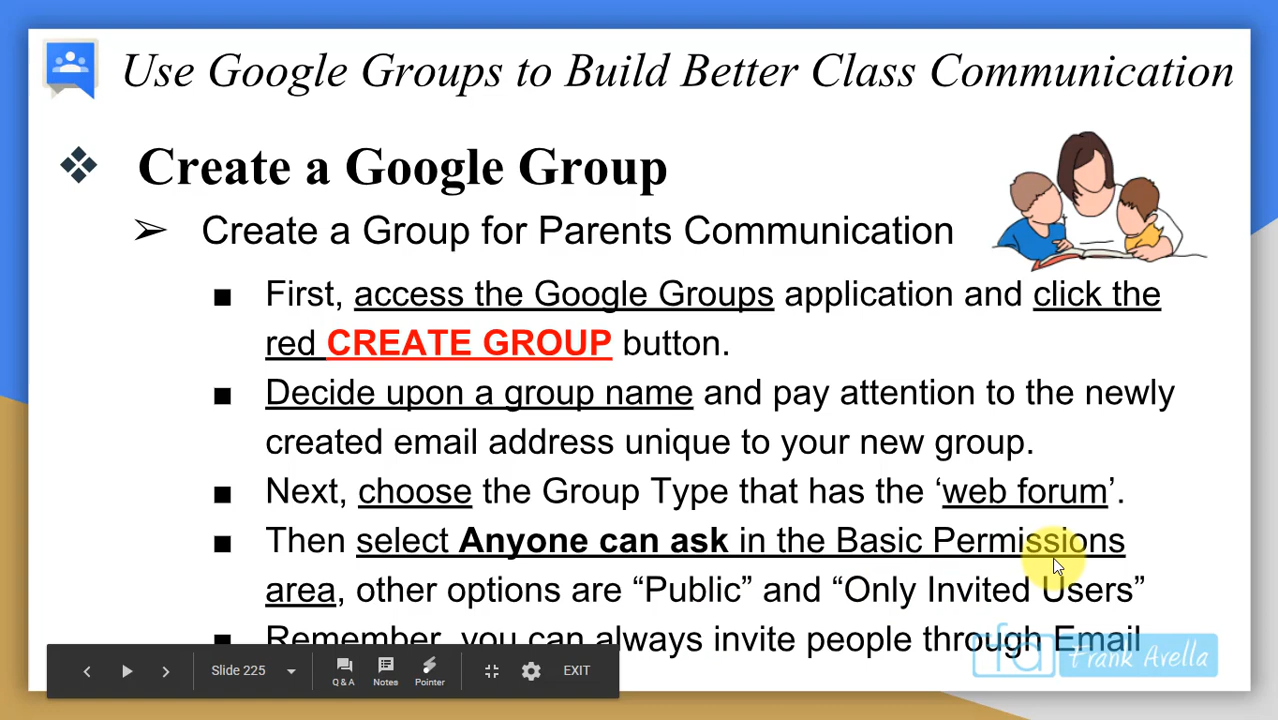 Use Google Groups to Build Better Class Communication
❖ Create a Google Group
➢ Create a Group for Parents Communication
■ First, access the Google Groups application and click the
red CREATE GROUP button.
■ Decide upon a group name and pay attention to the newly
created email address unique to your new group.
■ Next, choose the Group Type that has the ‘web forum’.
■ Then select Anyone can ask in the Basic Permissions
area, other options are “Public” and “Only Invited Users”
■ Remember, you can always invite people through Email
Slide 225
Q & A
Notes
Pointer
EXIT
rfa
Frank Avella